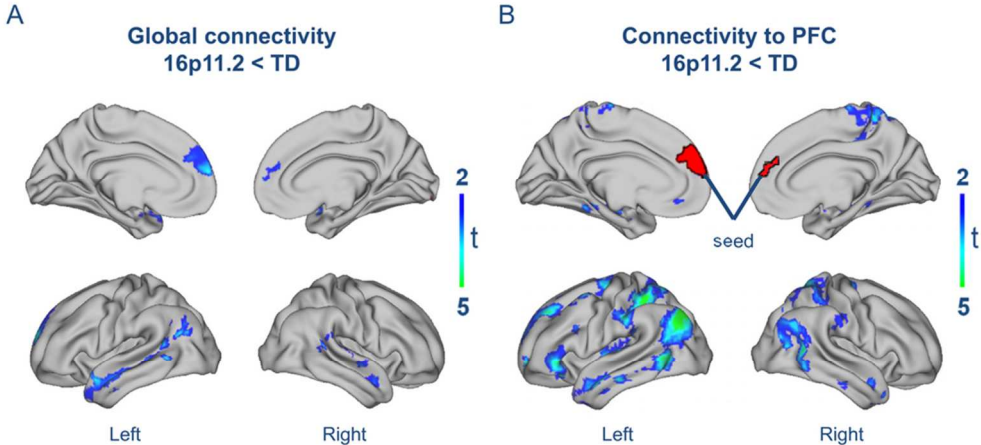 A
Global connectivity
16p11.2 < TD
2
t
5
Left
Right
B
Connectivity to PFC
16p11.2 < TD
seed
2
t
5
Left
Right